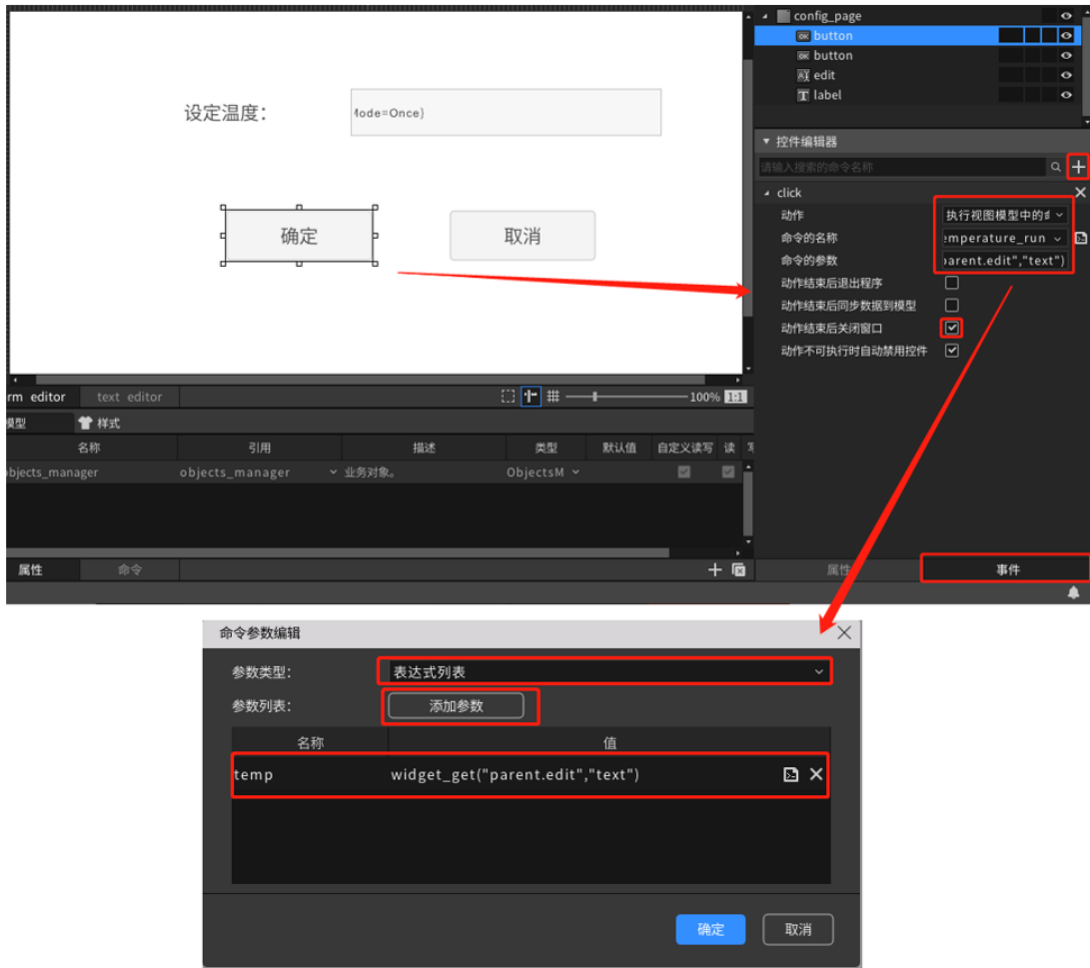 config_page
button
button
edit
label
设定温度：
Mode=Once}
确定
取消
控件编辑器
请输入搜索的命令名称
click
动作 执行视图模型中的
命令的名称 emperature_run
命令的参数 parent.edit","text")
动作结束后退出程序
动作结束后同步数据到模型
动作结束后关闭窗口
动作不可执行时自动禁用控件
rm editor text editor
100% 1:1
模型 样式
名称 引用 描述 类型 默认值 自定义读写 读 写
objects_manager objects_manager 业务对象。 ObjectsM
属性 命令
属性 事件
命令参数编辑
参数类型： 表达式列表
参数列表： 添加参数
名称 值
temp widget_get("parent.edit","text")
确定 取消